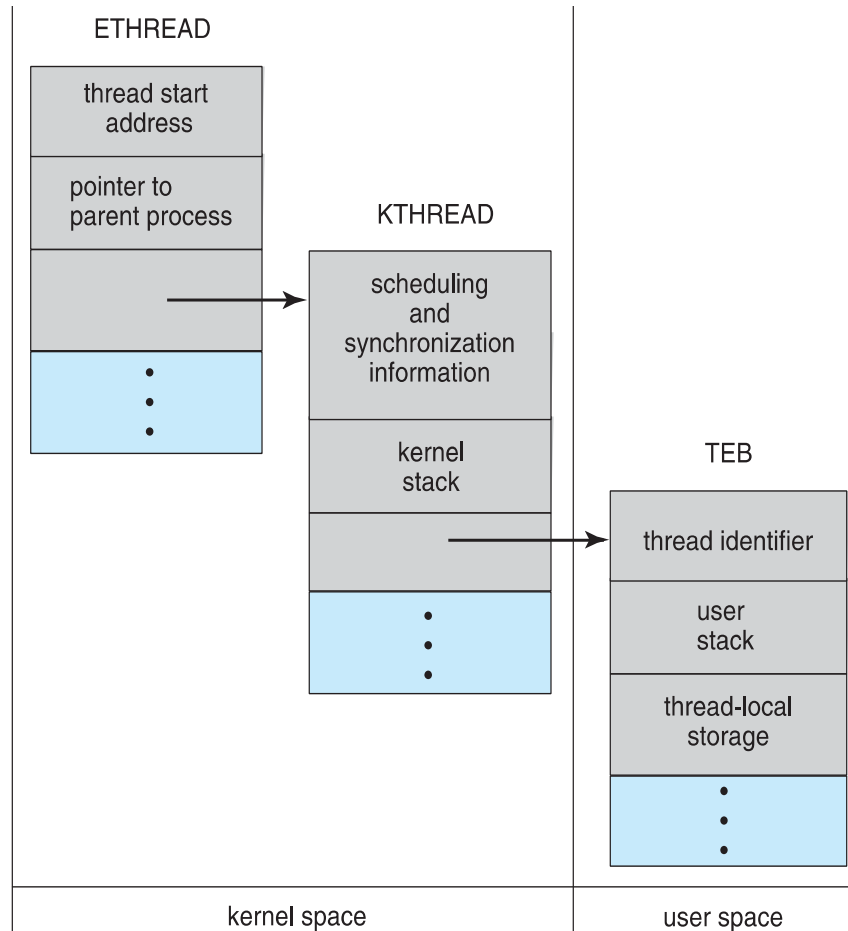 ETHREAD
thread start
address
pointer to
parent process
KTHREAD
scheduling
and
synchronization
information
kernel
stack
TEB
thread identifier
user
stack
thread-local
storage
kernel space
user space